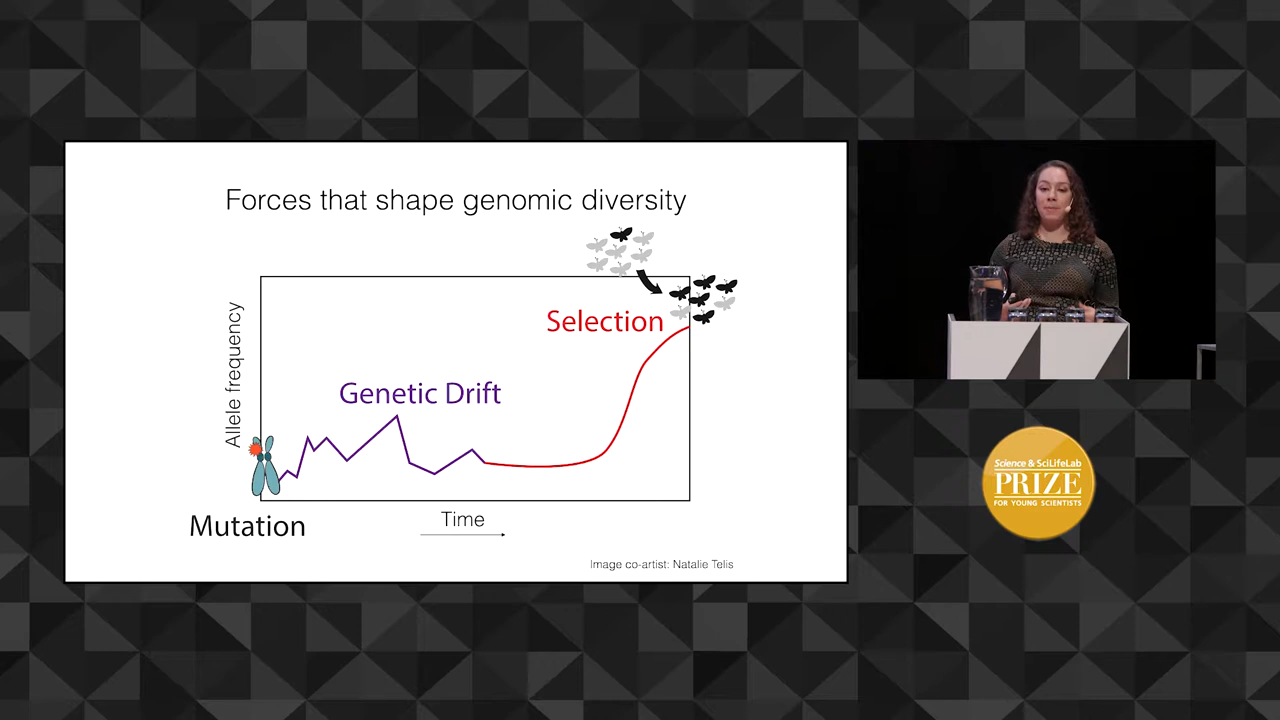 Forces that shape genomic diversity
Selection
Genetic Drift
Allele frequency
Mutation
Time
Image co-artist: Natalie Telis
Science & SciLifeLab
PRIZE
FOR YOUNG SCIENTISTS